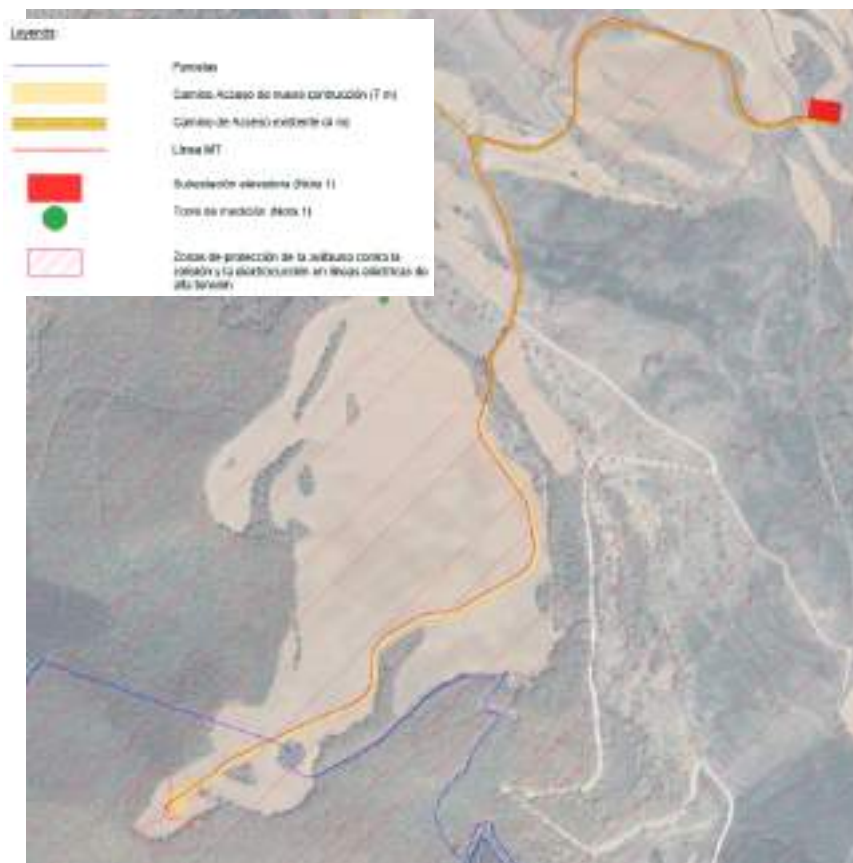 Leyenda:
Parcelas
Camino Acceso de nueva contrucción (7 m)
Camino de Acceso existente (4 m)
Línea MT
Subestación elevadora (Nota 1)
Torre de medición (Nota 1)
Zonas de protección de la avifauna contra la
colisión y la electrocución en líneas eléctricas de
alta tensión